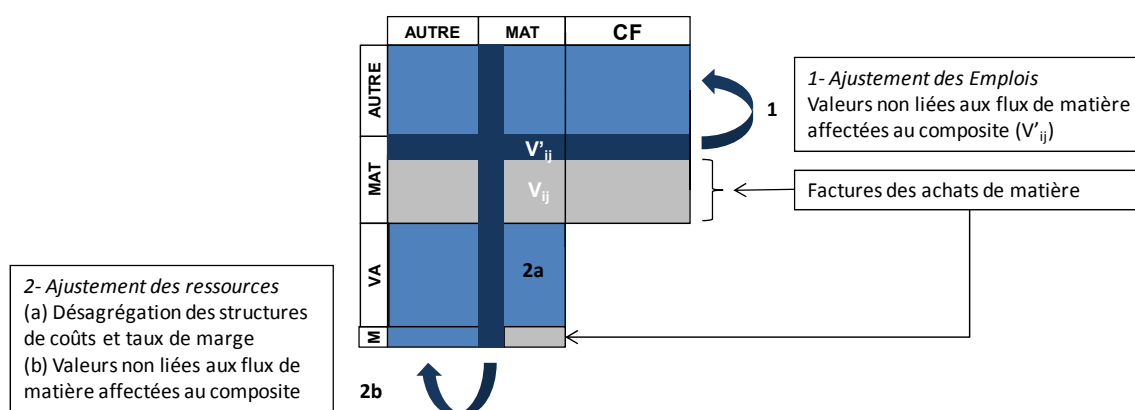 AUTRE MAT CF
AUTRE
MAT
VA
M
V'ij
Vij
2a
1
1- Ajustement des Emplois
Valeurs non liées aux flux de matière
affectées au composite (V'ij)
Factures des achats de matière
2- Ajustement des ressources
(a) Désagrégation des structures
de coûts et taux de marge
(b) Valeurs non liées aux flux de
matière affectées au composite
2b